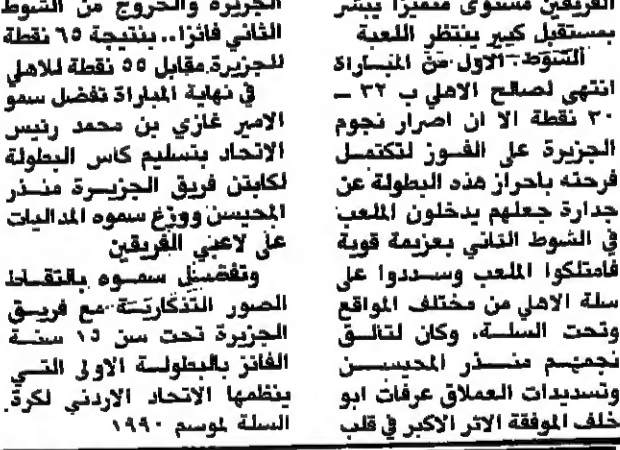 الفريقين مستوى متميزا يبشر
بمستقبل كبير ينتظر اللعبة
الشوط الاول من المباراة
انتهى لصالح الاهلي ب ٣٢ ــ
٣٠ نقطة الا ان اصرار نجوم
الجزيرة على الفوز لتكتمل
فرحته باحراز هذه البطولة عن
جدارة جعلهم يدخلون الملعب
في الشوط الثاني بعزيمة قوية
فامتلكوا الملعب وسددوا على
سلة الاهلي من مختلف المواقع
وتحت السلة، وكان لتالق
نجمهم منذر المحيسن
وتسديدات العملاق عرفات ابو
خلف الموفقة الاثر الاكبر في قلب
الجزيرة والخروج من الشوط
الثاني فائزا.. بنتيجة ٦٥ نقطة
للجزيرة مقابل ٥٥ نقطة للاهلي
في نهاية المباراة تفضل سمو
الامير غازي بن محمد رئيس
الاتحاد بتسليم كاس البطولة
لكابتن فريق الجزيرة منذر
المحيسن ووزع سموه المداليات
على لاعبي الفريقين
وتفضل سموه بالتقاط
الصور التذكارية مع فريق
الجزيرة تحت سن ١٥ سنة
الفائز بالبطولة الاولى التي
ينظمها الاتحاد الاردني لكرة
السلة لموسم ١٩٩٠